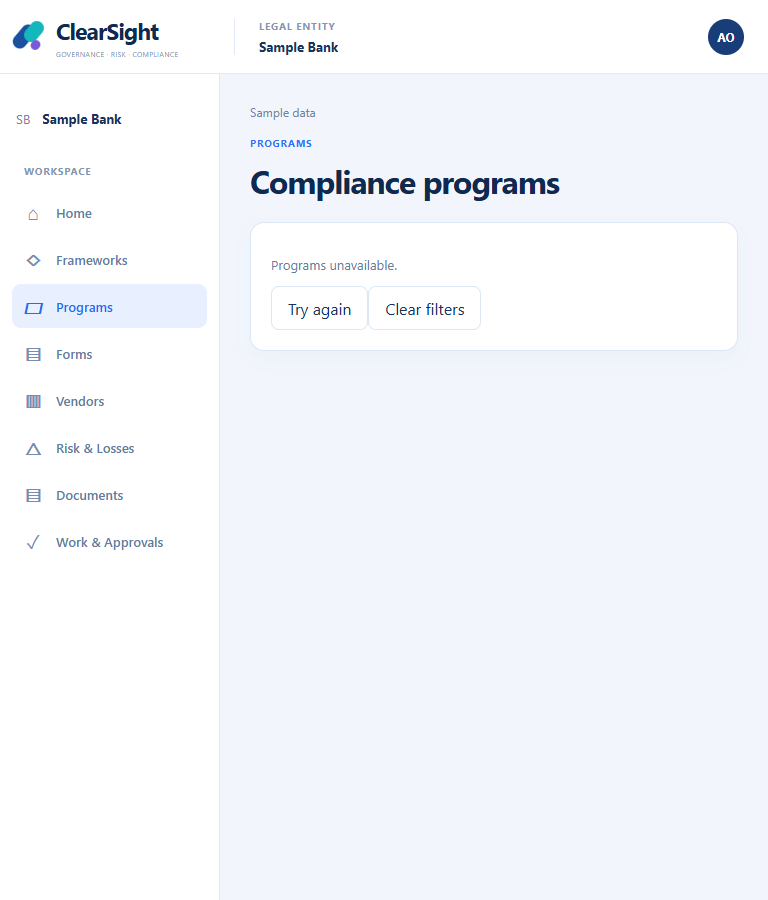 ClearSight
GOVERNANCE · RISK · COMPLIANCE
LEGAL ENTITY
Sample Bank
AO
SB Sample Bank
WORKSPACE
Home
Frameworks
Programs
Forms
Vendors
Risk & Losses
Documents
Work & Approvals
Sample data
PROGRAMS
Compliance programs
Programs unavailable.
Try again Clear filters